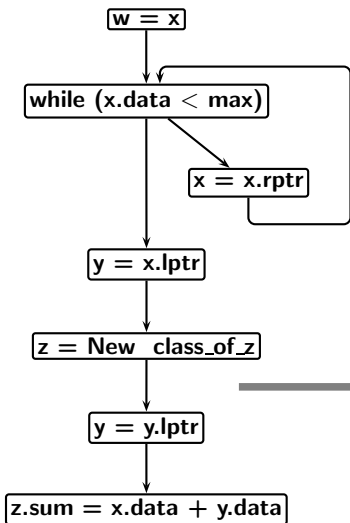 w = x
while (x.data < max)
x = x.rptr
y = x.lptr
z = New class_of_z
y = y.lptr
z.sum = x.data + y.data